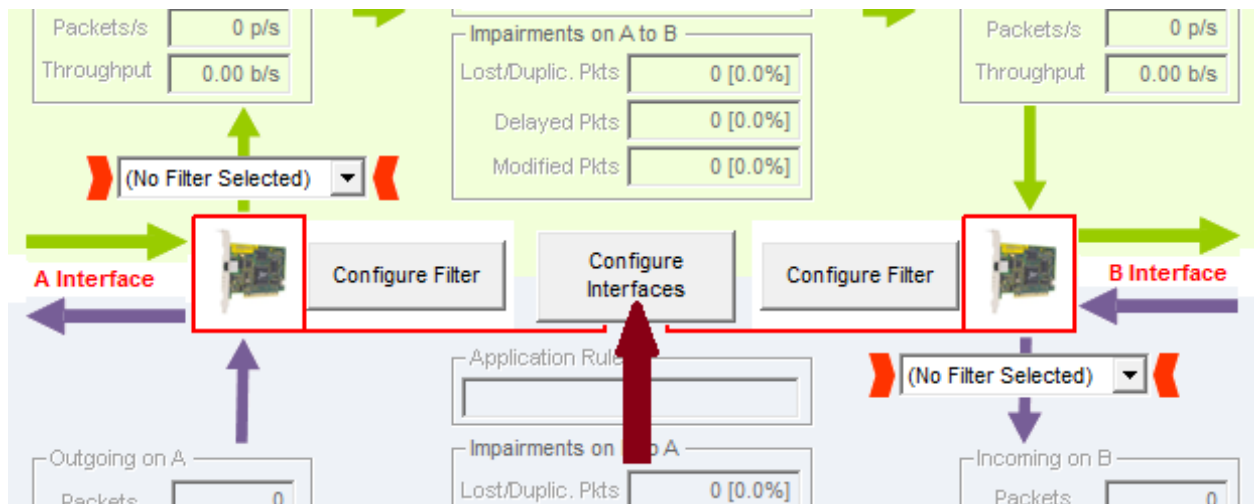 Packets/s 0 p/s
Throughput 0.00 b/s
Impairments on A to B
Lost/Duplic. Pkts 0 [0.0%]
Delayed Pkts 0 [0.0%]
Modified Pkts 0 [0.0%]
Packets/s 0 p/s
Throughput 0.00 b/s
(No Filter Selected)
A Interface
Configure Filter
Configure
Interfaces
Configure Filter
B Interface
Application Rule
(No Filter Selected)
Outgoing on A
Packets 0
Impairments on
to A
Lost/Duplic. Pkts 0 [0.0%]
Incoming on B
Packets 0